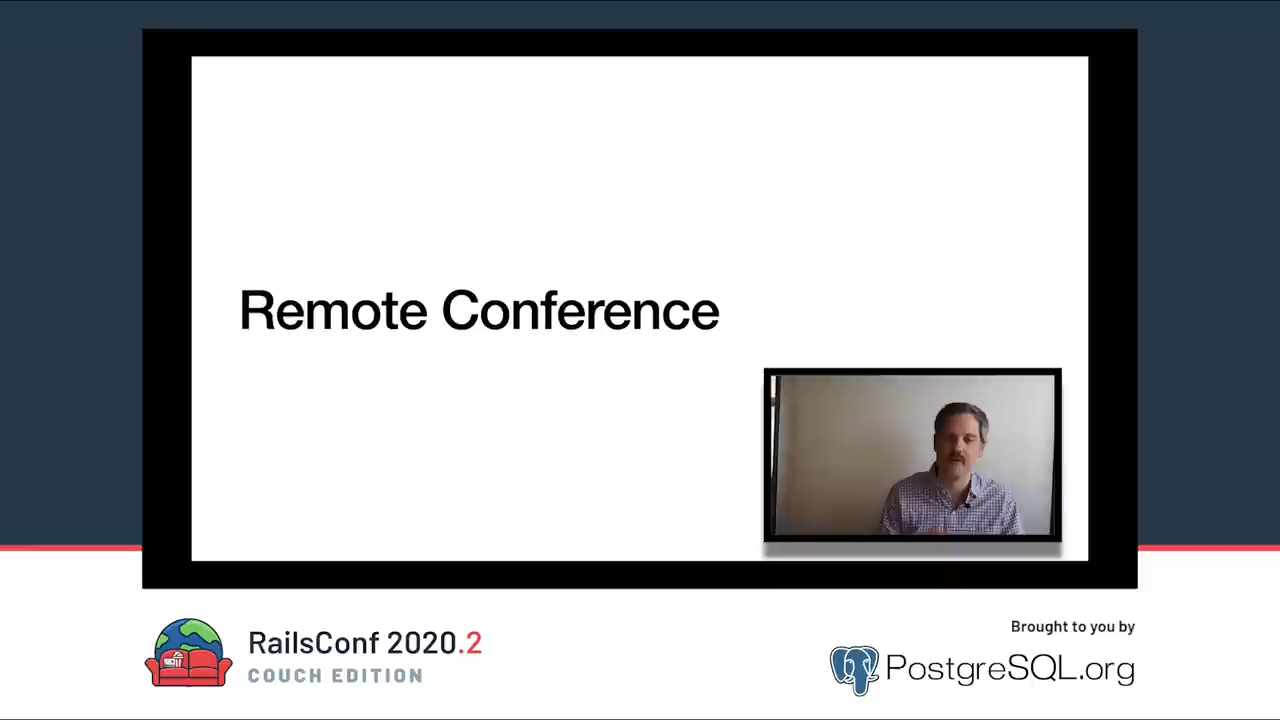 Remote Conference
RailsConf 2020.2
COUCH EDITION
Brought to you by
PostgreSQL.org